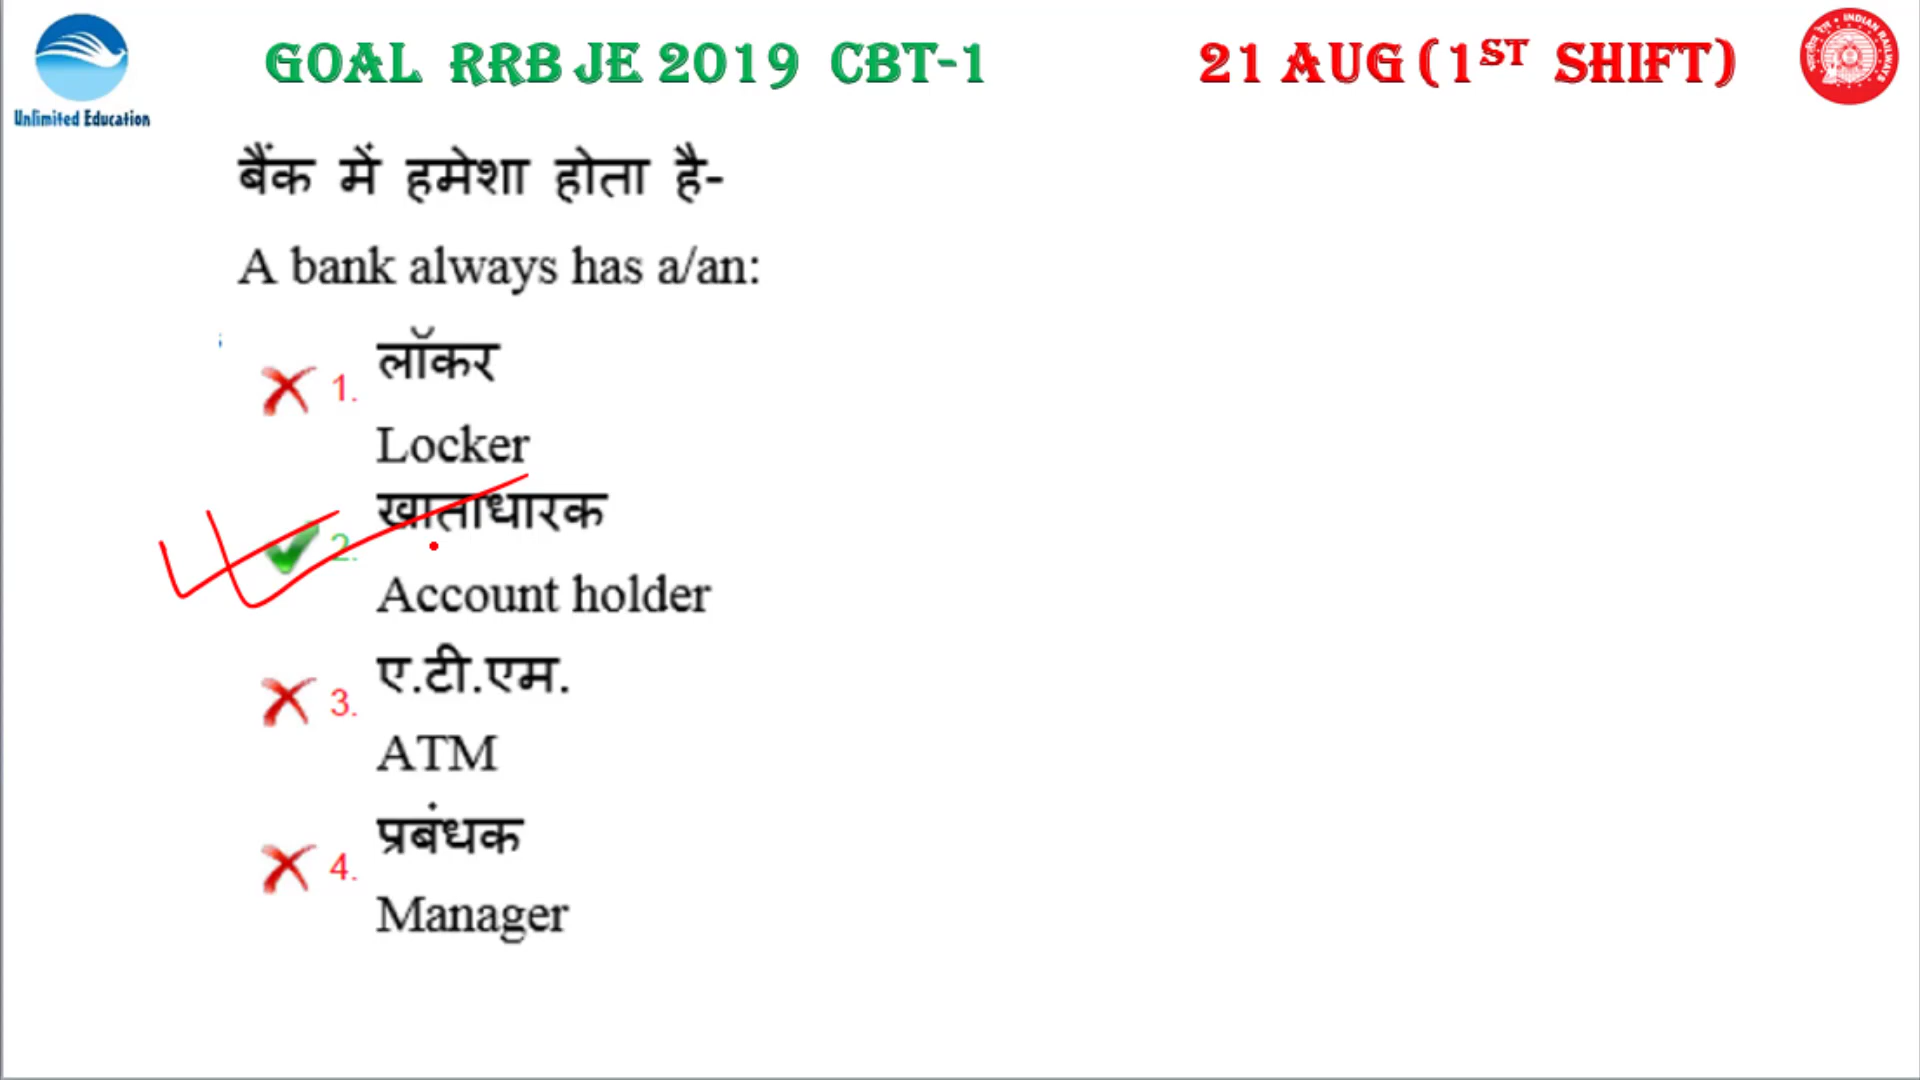 GOAL RRB JE 2019 CBT-1 21 AUG (1ST SHIFT)
Unlimited Education
बैंक में हमेशा होता है-
A bank always has a/an:
1. लॉकर
Locker
2. खाताधारक
Account holder
3. ए.टी.एम.
ATM
4. प्रबंधक
Manager